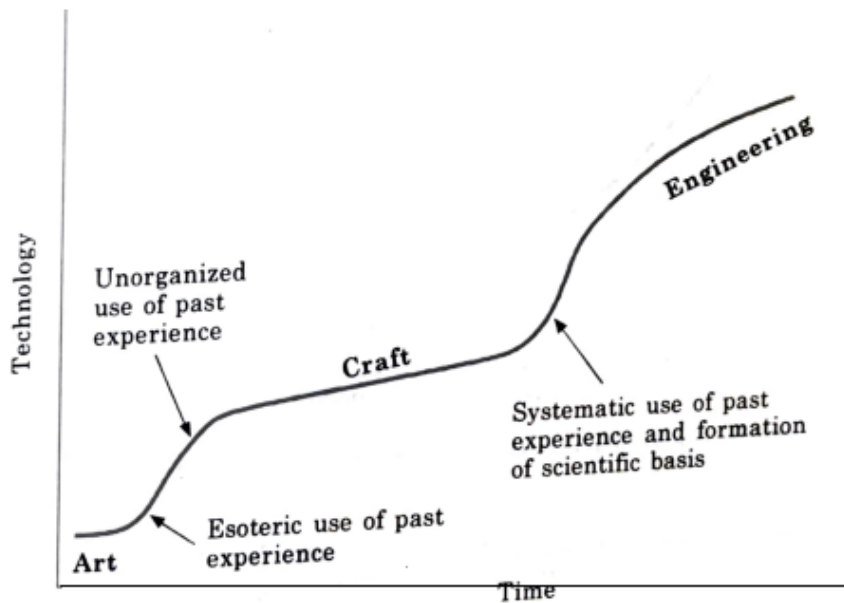 Technology
Unorganized
use of past
experience
Craft
Engineering
Systematic use of past
experience and formation
of scientific basis
Esoteric use of past
experience
Art
Time